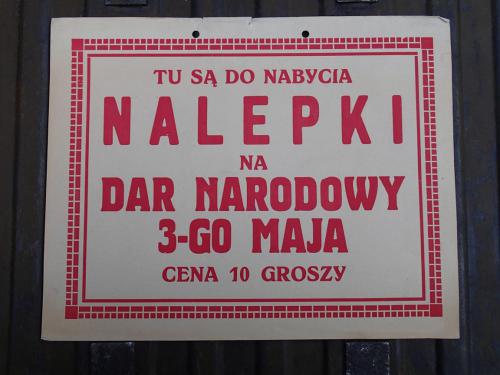 TU SĄ DO NABYCIA
NALEPKI
NA
DAR NARODOWY
3-GO MAJA
CENA 10 GROSZY